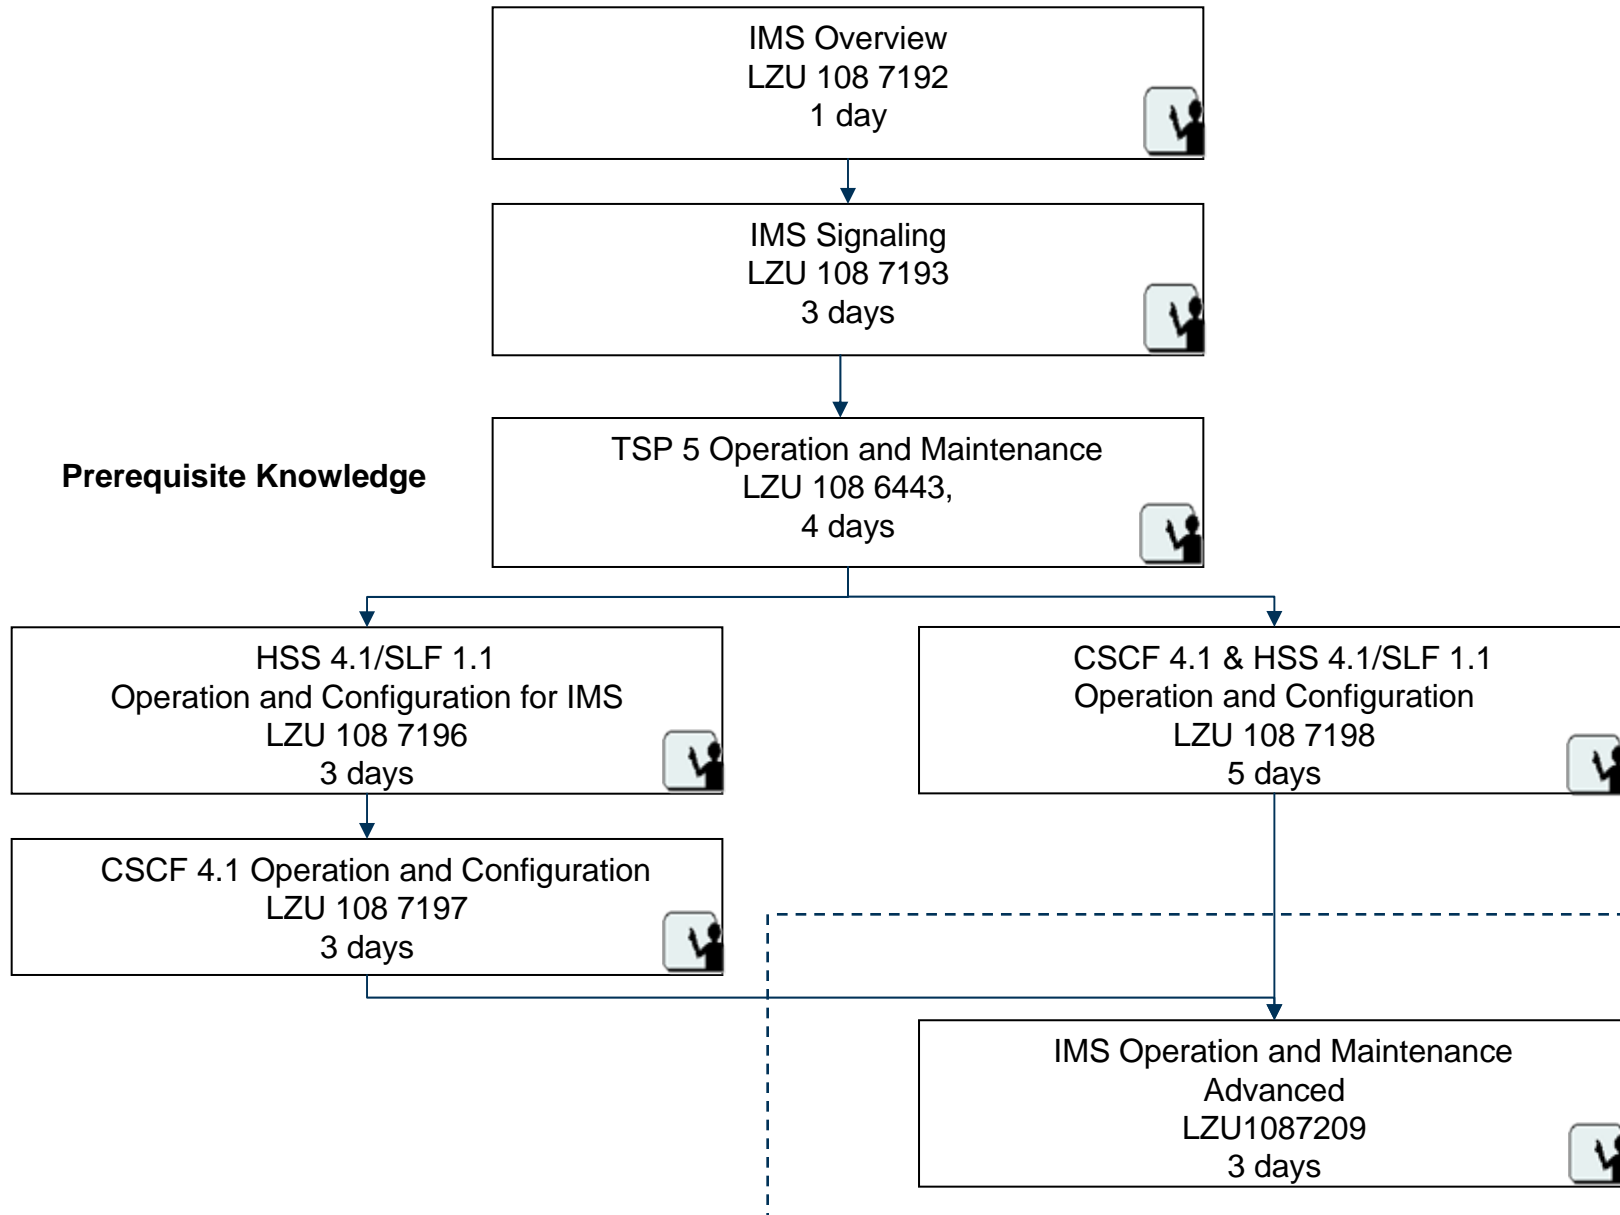 IMS Overview
LZU 108 7192
1 day
IMS Signaling
LZU 108 7193
3 days
Prerequisite Knowledge
TSP 5 Operation and Maintenance
LZU 108 6443,
4 days
HSS 4.1/SLF 1.1
Operation and Configuration for IMS
LZU 108 7196
3 days
CSCF 4.1 & HSS 4.1/SLF 1.1
Operation and Configuration
LZU 108 7198
5 days
CSCF 4.1 Operation and Configuration
LZU 108 7197
3 days
IMS Operation and Maintenance
Advanced
LZU1087209
3 days